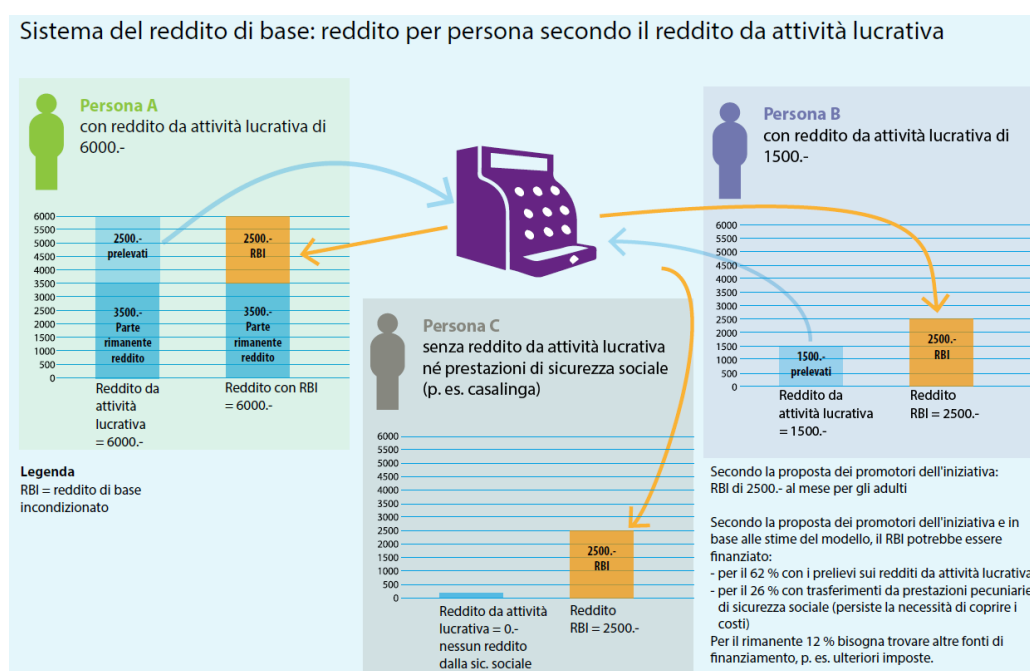 Sistema del reddito di base: reddito per persona secondo il reddito da attività lucrativa
Persona A
con reddito da attività lucrativa di
6000.-
6000
5500
5000
4500
4000
3500
3000
2500
2000
1500
1000
500
0
2500.-
prelevati
3500.-
Parte
rimanente
reddito
2500.-
RBI
3500.-
Parte
rimanente
reddito
Reddito da
attività
lucrativa
= 6000.-
Reddito con RBI
= 6000.-
Legenda
RBI = reddito di base
incondizionato
Persona C
senza reddito da attività lucrativa
né prestazioni di sicurezza sociale
(p. es. casalinga)
6000
5500
5000
4500
4000
3500
3000
2500
2000
1500
1000
500
0
2500.-
RBI
Reddito da attività
lucrativa = 0.-
nessun reddito
dalla sic. sociale
Reddito
RBI = 2500.-
Persona B
con reddito da attività lucrativa di
1500.-
6000
5500
5000
4500
4000
3500
3000
2500
2000
1500
1000
500
0
1500.-
prelevati
2500.-
RBI
Reddito da
attività lucrativa
= 1500.-
Reddito
RBI = 2500.-
Secondo la proposta dei promotori dell'iniziativa:
RBI di 2500.- al mese per gli adulti
Secondo la proposta dei promotori dell'iniziativa e in
base alle stime del modello, il RBI potrebbe essere
finanziato:
- per il 62 % con i prelievi sui redditi da attività lucrativa
- per il 26 % con trasferimenti da prestazioni pecuniarie
di sicurezza sociale (persiste la necessità di coprire i
costi)
Per il rimanente 12 % bisogna trovare altre fonti di
finanziamento, p. es. ulteriori imposte.